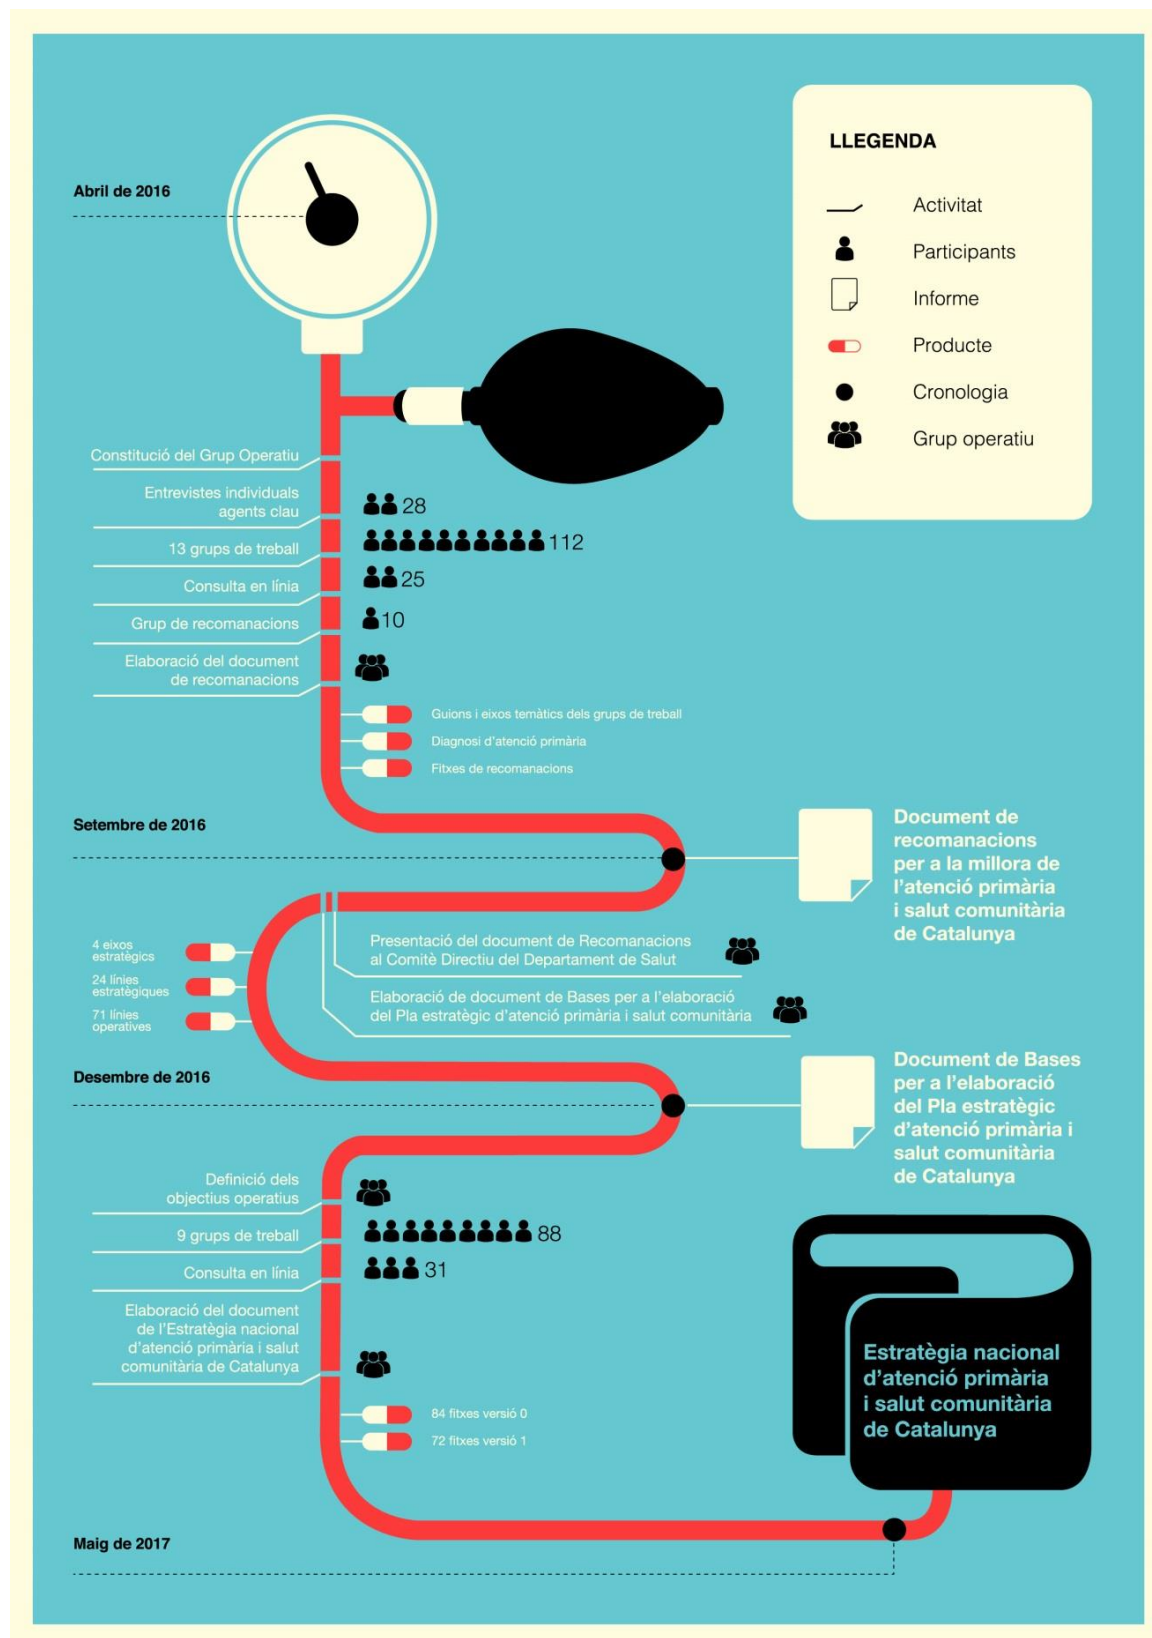 LLEGENDA
Activitat
Participants
Informe
Producte
Cronologia
Grup operatiu
Abril de 2016
Constitució del Grup Operatiu
Entrevistes individuals
agents clau
28
13 grups de treball
112
Consulta en línia
25
Grup de recomanacions
10
Elaboració del document
de recomanacions
Guions i eixos temàtics dels grups de treball
Diagnosi d'atenció primària
Fitxes de recomanacions
Setembre de 2016
Document de
recomanacions
per a la millora de
l'atenció primària
i salut comunitària
de Catalunya
Presentació del document de Recomanacions
al Comitè Directiu del Departament de Salut
Elaboració de document de Bases per a l'elaboració
del Pla estratègic d'atenció primària i salut comunitària
4 eixos
estratègics
24 línies
estratègiques
71 línies
operatives
Desembre de 2016
Document de Bases
per a l'elaboració
del Pla estratègic
d'atenció primària i
salut comunitària
de Catalunya
Definició dels
objectius operatius
9 grups de treball
88
Consulta en línia
31
Elaboració del document
de l'Estratègia nacional
d'atenció primària i salut
comunitària de Catalunya
84 fitxes versió 0
72 fitxes versió 1
Estratègia nacional
d'atenció primària
i salut comunitària
de Catalunya
Maig de 2017